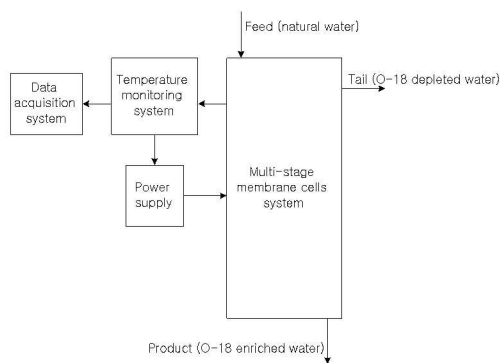 Feed (natural water)
Tail (O-18 depleted water)
Data
acquisition
system
Temperature
monitoring
system
Power
supply
Multi-stage
membrane cells
system
Product (O-18 enriched water)